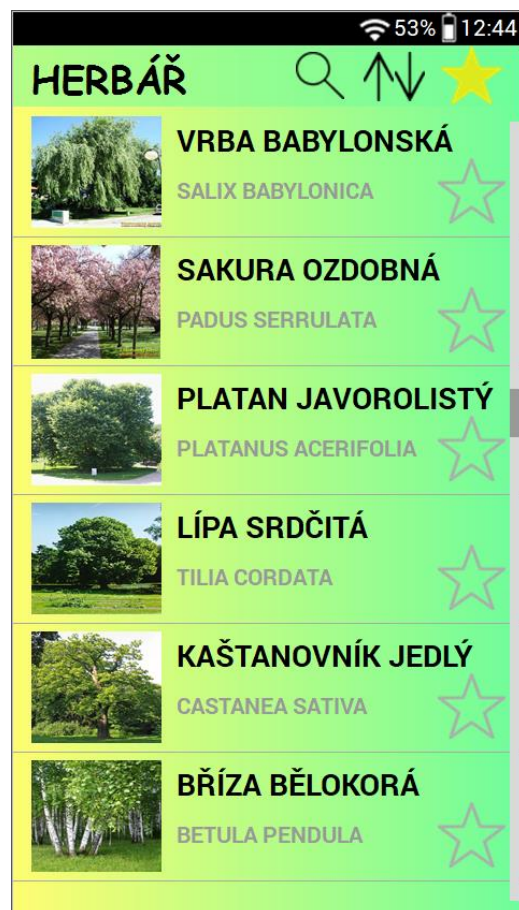 53% 12:44
HERBÁŘ
VRBA BABYLONSKÁ
SALIX BABYLONICA
SAKURA OZDOBNÁ
PADUS SERRULATA
PLATAN JAVOROLISTÝ
PLATANUS ACERIFOLIA
LÍPA SRDČITÁ
TILIA CORDATA
KAŠTANOVNÍK JEDLÝ
CASTANEA SATIVA
BŘÍZA BĚLOKORÁ
BETULA PENDULA